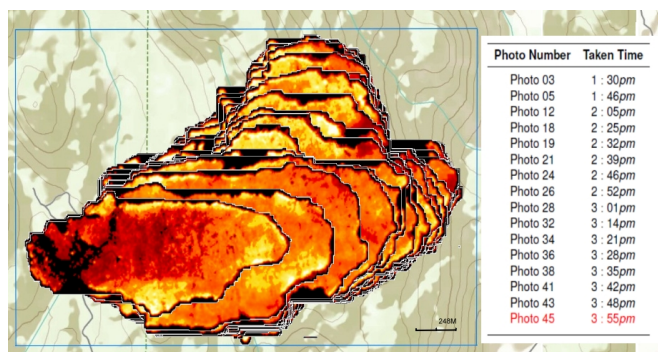 Photo Number Taken Time
Photo 03 1 : 30pm
Photo 05 1 : 46pm
Photo 12 2 : 05pm
Photo 18 2 : 25pm
Photo 19 2 : 32pm
Photo 21 2 : 39pm
Photo 24 2 : 46pm
Photo 26 2 : 52pm
Photo 28 3 : 01pm
Photo 32 3 : 14pm
Photo 34 3 : 21pm
Photo 36 3 : 28pm
Photo 38 3 : 35pm
Photo 41 3 : 42pm
Photo 43 3 : 48pm
Photo 45 3 : 55pm
248M